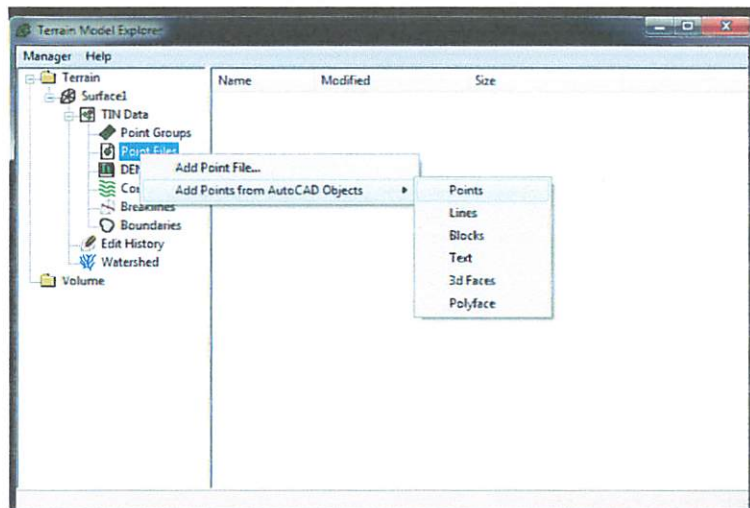 Terrain Model Explorer
Manager Help
Terrain
Surface1
TIN Data
Point Groups
Point Files
DEM
Breaklines
Boundaries
Edit History
Watershed
Volume
Name Modified Size
Add Point File...
Add Points from AutoCAD Objects
Points
Lines
Blocks
Text
3d Faces
Polyface